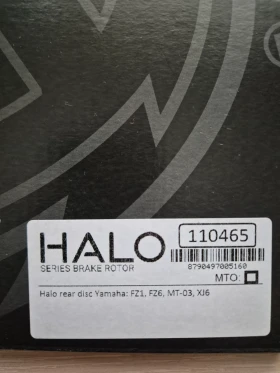 HALO
SERIES BRAKE ROTOR
110465
8790497005160
MTO:
Halo rear disc Yamaha: FZ1, FZ6, MT-03, XJ6
®